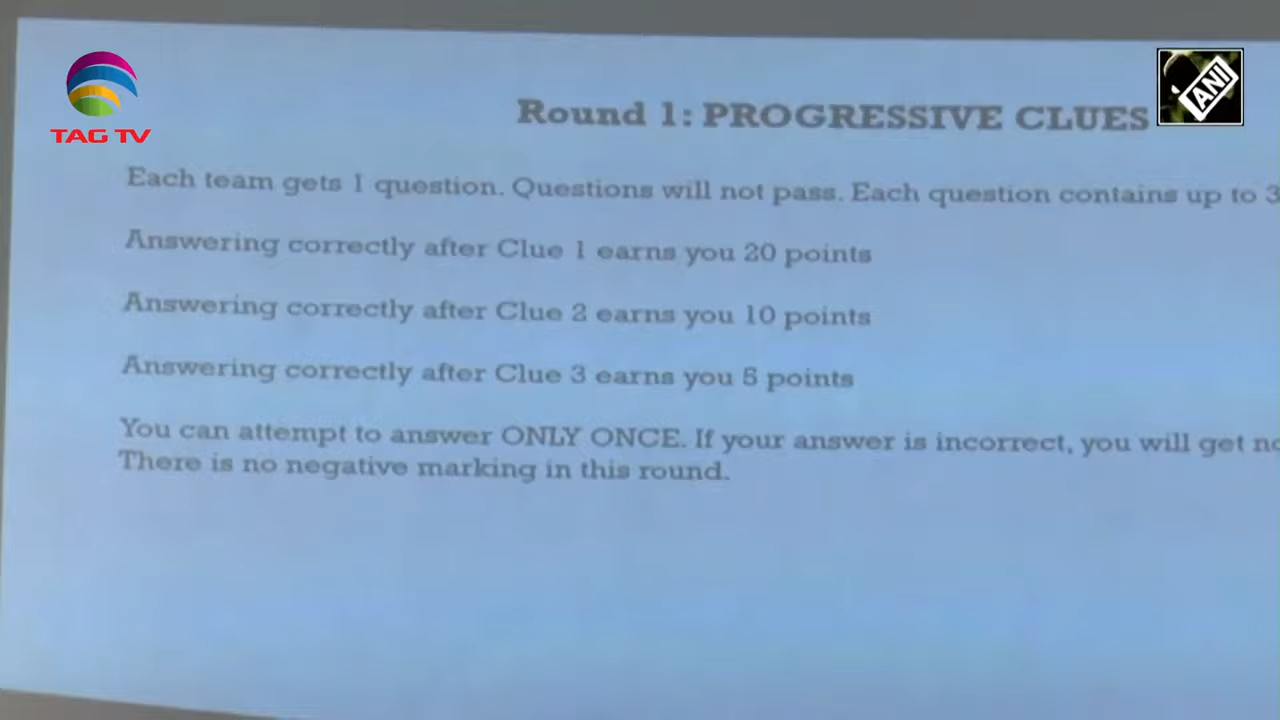 TAG TV
ANI
Round 1: PROGRESSIVE CLUES
Each team gets 1 question. Questions will not pass. Each question contains up to 3
Answering correctly after Clue 1 earns you 20 points
Answering correctly after Clue 2 earns you 10 points
Answering correctly after Clue 3 earns you 5 points
You can attempt to answer ONLY ONCE. If your answer is incorrect, you will get
There is no negative marking in this round.